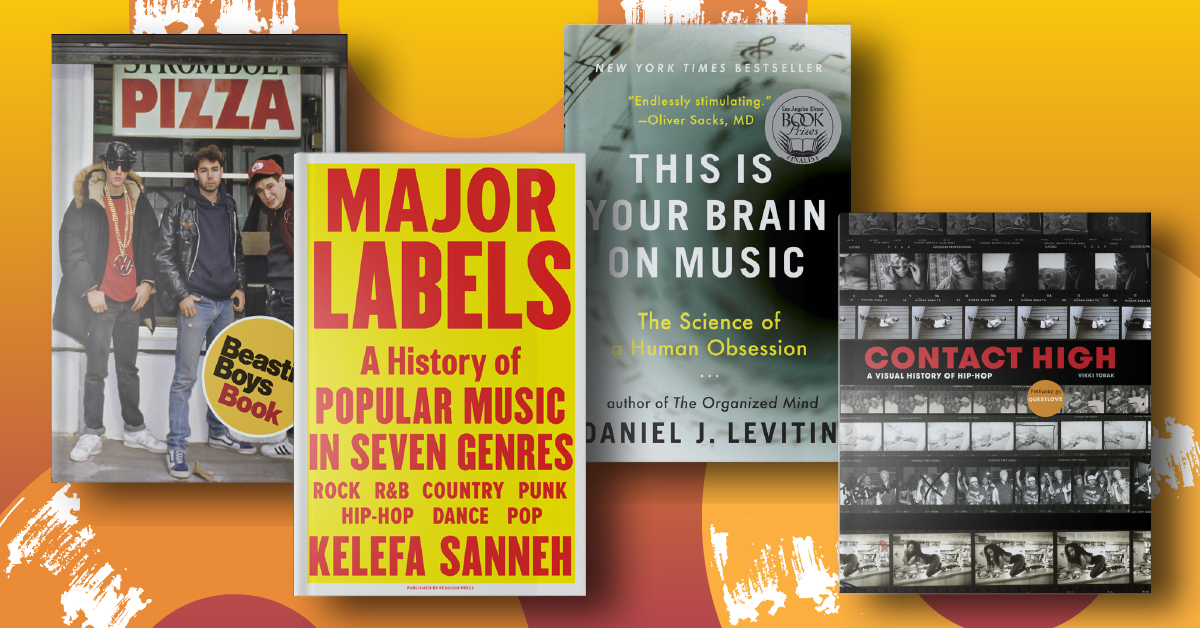 STROMBOLI
PIZZA
Beasti
Boys
Book
MAJOR
LABELS
A History of
POPULAR MUSIC
IN SEVEN GENRES
ROCK R&B COUNTRY PUNK
HIP-HOP DANCE POP
KELEFA SANNEH
PUBLISHED BY PENGUIN PRESS
NEW YORK TIMES BESTSELLER
"Endlessly stimulating."
—Oliver Sacks, MD
Los Angeles Times
BOOK
Prizes
FINALIST
THIS IS
YOUR BRAIN
ON MUSIC
The Science of
a Human Obsession
...
author of The Organized Mind
DANIEL J. LEVITIN
CONTACT HIGH
A VISUAL HISTORY OF HIP-HOP
VIKKI TOBAK
FOREWORD BY
QUESTLOVE